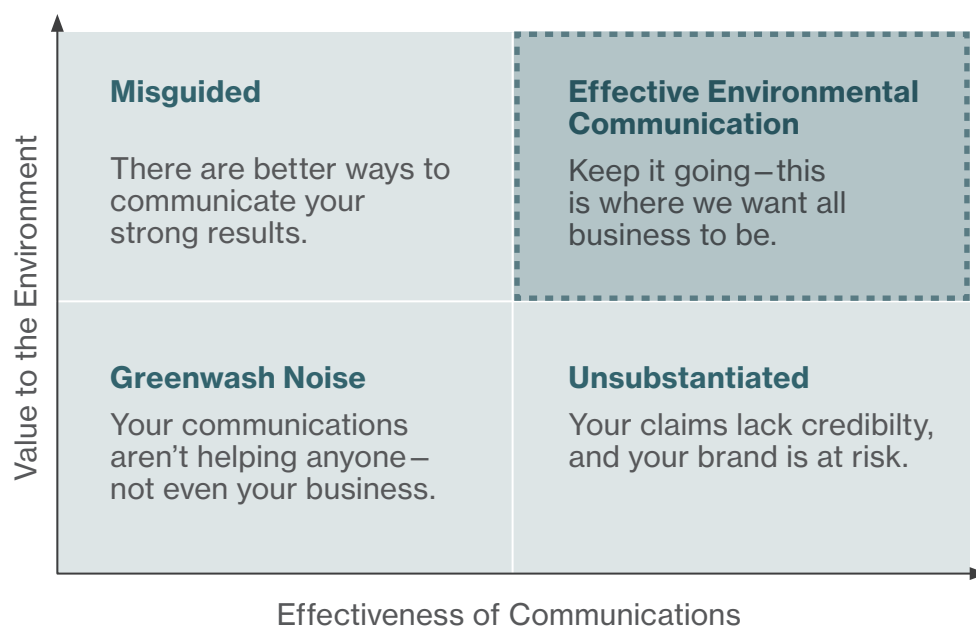 Value to the Environment
Misguided
There are better ways to
communicate your
strong results.
Effective Environmental
Communication
Keep it going—this
is where we want all
business to be.
Greenwash Noise
Your communications
aren't helping anyone—
not even your business.
Unsubstantiated
Your claims lack credibilty,
and your brand is at risk.
Effectiveness of Communications